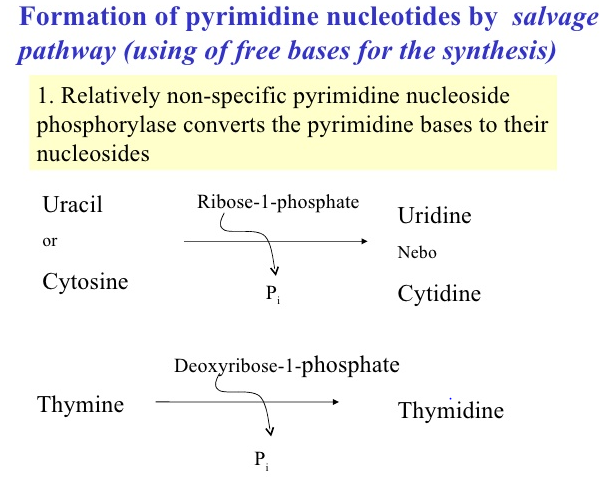 Formation of pyrimidine nucleotides by salvage
pathway (using of free bases for the synthesis)
1. Relatively non-specific pyrimidine nucleoside
phosphorylase converts the pyrimidine bases to their
nucleosides
Uracil
or
Cytosine
Ribose-1-phosphate
Pi
Uridine
Nebo
Cytidine
Deoxyribose-1-phosphate
Thymine
Thymidine
Pi